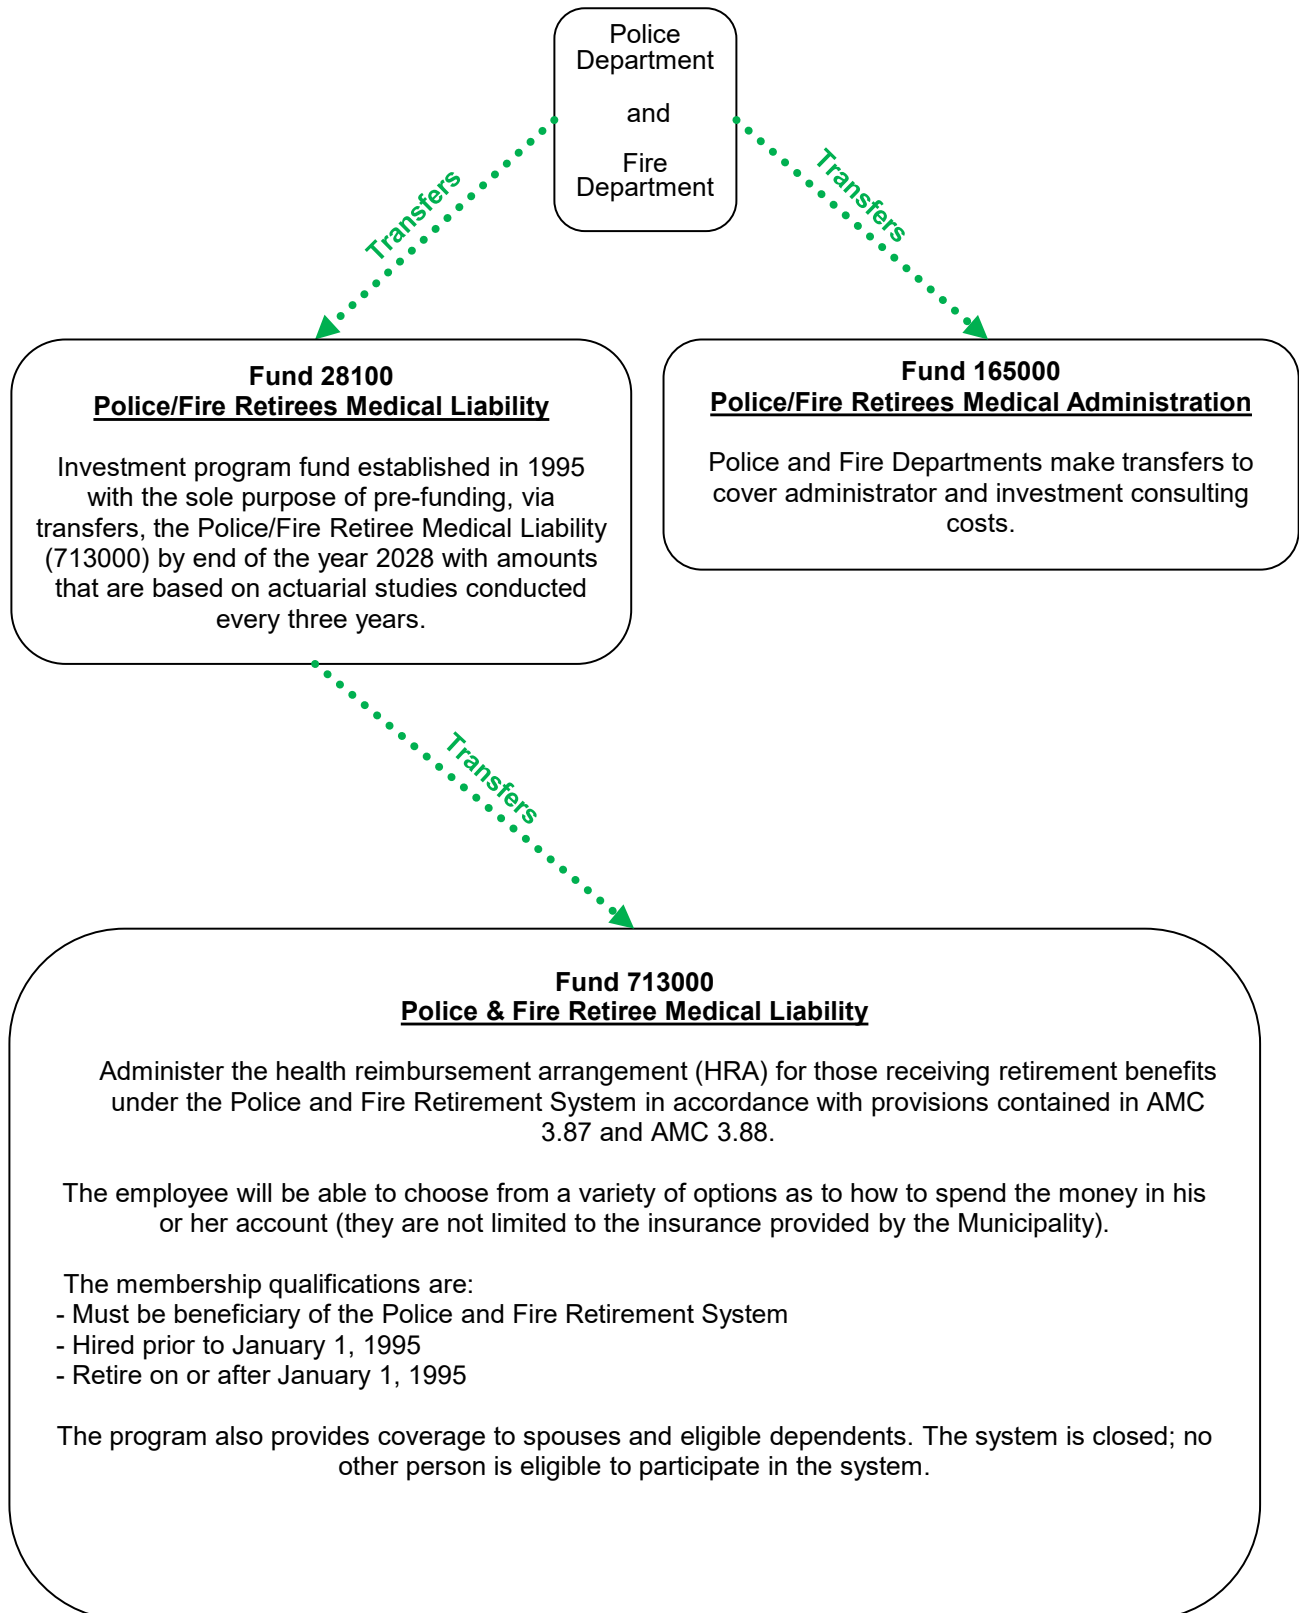 Police
Department
and
Fire
Department
Transfers
Transfers
Fund 28100
Police/Fire Retirees Medical Liability
Investment program fund established in 1995
with the sole purpose of pre-funding, via
transfers, the Police/Fire Retiree Medical Liability
(713000) by end of the year 2028 with amounts
that are based on actuarial studies conducted
every three years.
Fund 165000
Police/Fire Retirees Medical Administration
Police and Fire Departments make transfers to
cover administrator and investment consulting
costs.
Transfers
Fund 713000
Police & Fire Retiree Medical Liability
Administer the health reimbursement arrangement (HRA) for those receiving retirement benefits
under the Police and Fire Retirement System in accordance with provisions contained in AMC
3.87 and AMC 3.88.
The employee will be able to choose from a variety of options as to how to spend the money in his
or her account (they are not limited to the insurance provided by the Municipality).
The membership qualifications are:
- Must be beneficiary of the Police and Fire Retirement System
- Hired prior to January 1, 1995
- Retire on or after January 1, 1995
The program also provides coverage to spouses and eligible dependents. The system is closed; no
other person is eligible to participate in the system.